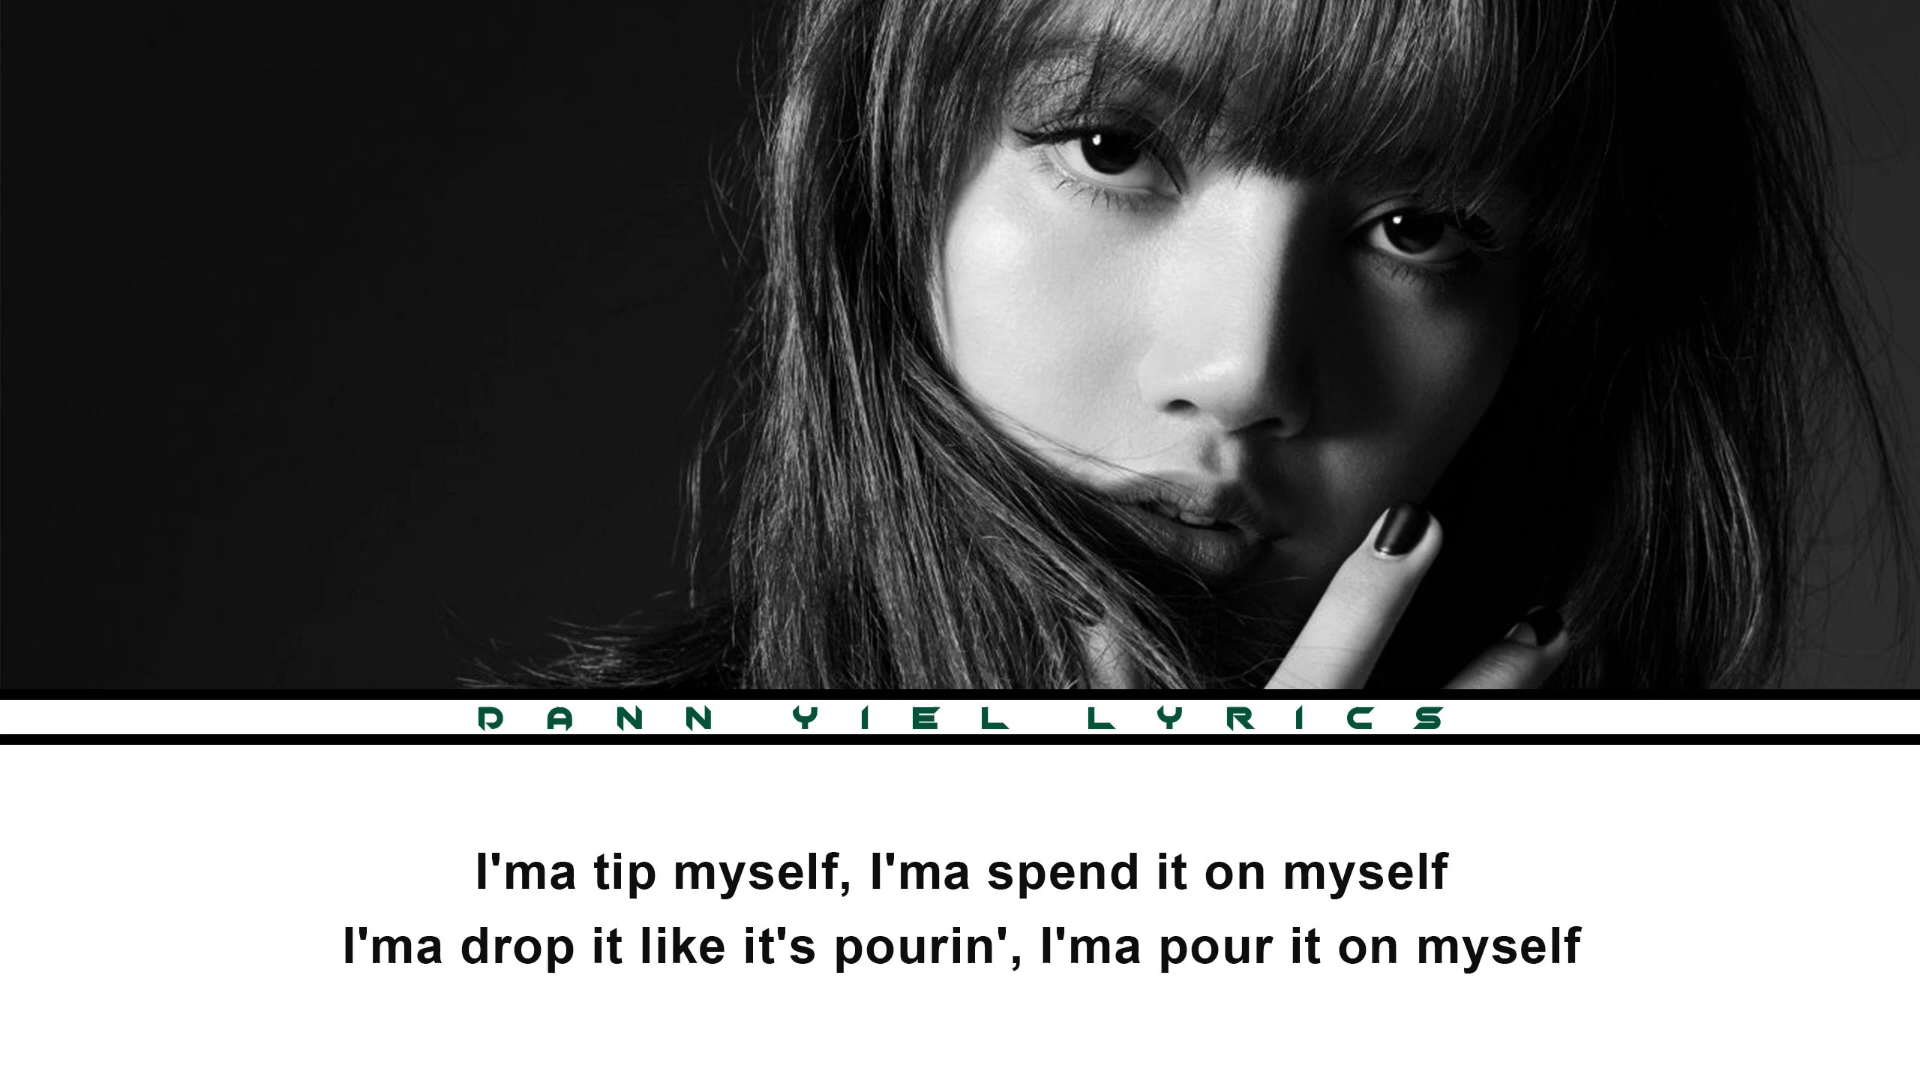 DANN YIEL LYRICS
I'ma tip myself, I'ma spend it on myself
I'ma drop it like it's pourin', I'ma pour it on myself